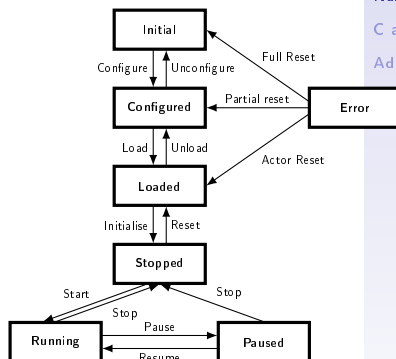 Initial
Full Reset
Configure
Unconfigure
Configured
Partial reset
Error
Load
Unload
Actor Reset
Loaded
Initialise
Reset
Stopped
Start
Stop
Stop
Running
Pause
Resume
Paused
C a
Ad